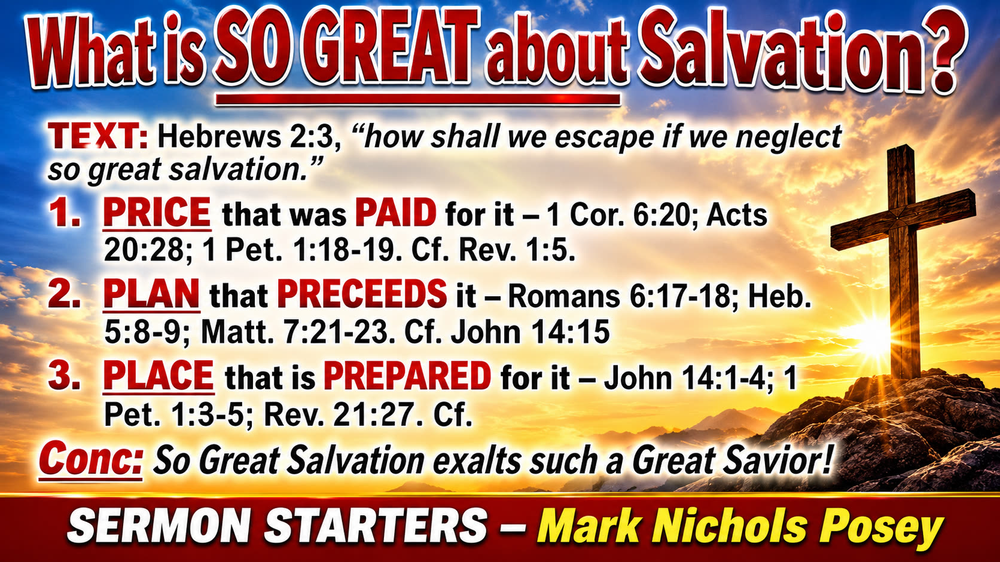 What is SO GREAT about Salvation?
TEXT: Hebrews 2:3, “how shall we escape if we neglect
so great salvation.”
1. PRICE that was PAID for it – 1 Cor. 6:20; Acts
20:28; 1 Pet. 1:18-19. Cf. Rev. 1:5.
2. PLAN that PRECEEDS it – Romans 6:17-18; Heb.
5:8-9; Matt. 7:21-23. Cf. John 14:15
3. PLACE that is PREPARED for it – John 14:1-4; 1
Pet. 1:3-5; Rev. 21:27. Cf.
Conc: So Great Salvation exalts such a Great Savior!
SERMON STARTERS – Mark Nichols Posey